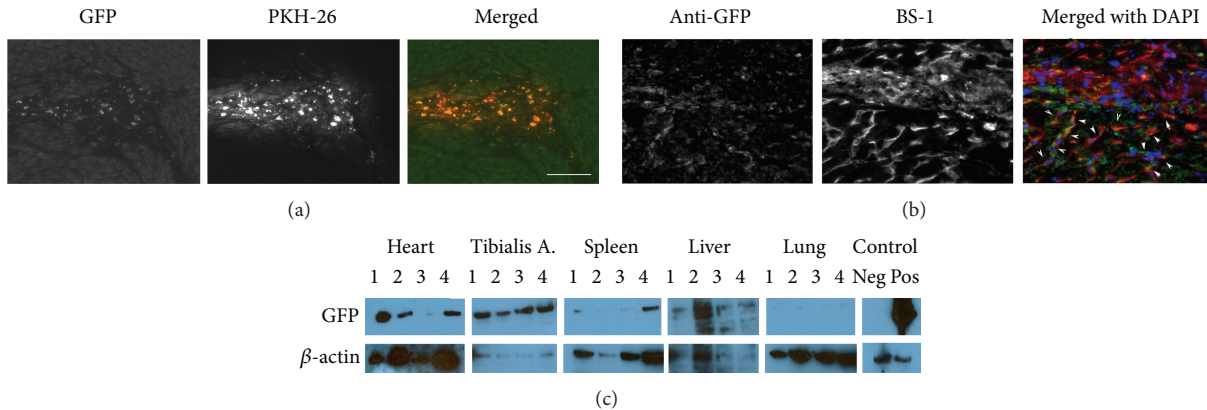 GFP PKH-26 Merged Anti-GFP BS-1 Merged with DAPI
(a) (b)
Heart Tibialis A. Spleen Liver Lung Control
1 2 3 4 1 2 3 4 1 2 3 4 1 2 3 4 1 2 3 4 Neg Pos
GFP
β-actin
(c)